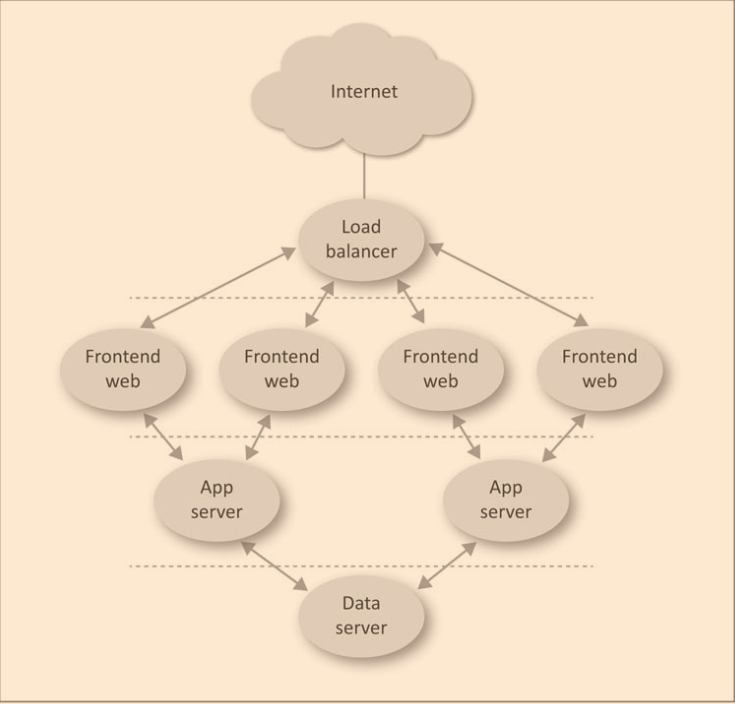 Internet
Load
balancer
Frontend
web
Frontend
web
Frontend
web
Frontend
web
App
server
App
server
Data
server